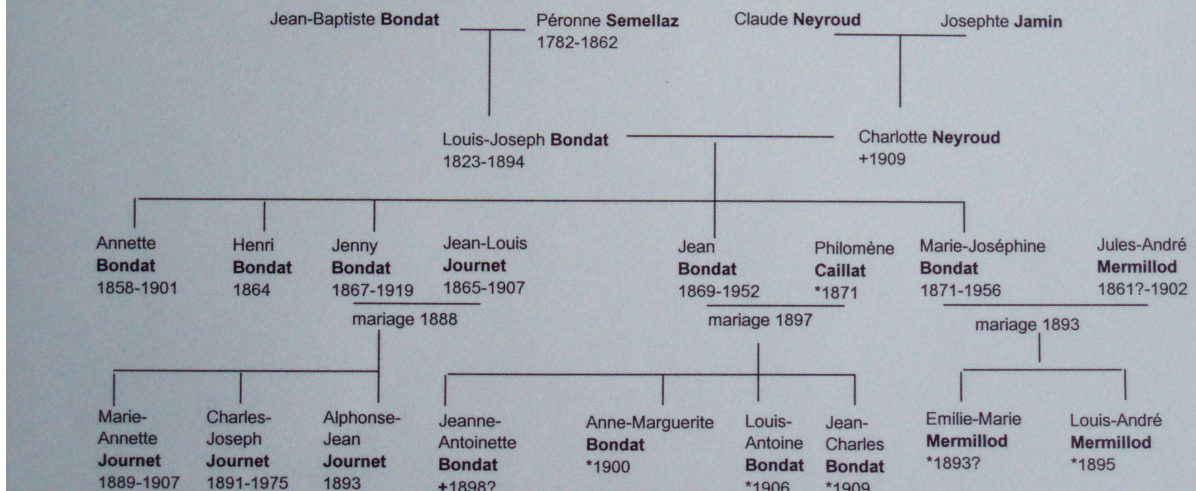 Jean-Baptiste Bondat
Péronne Semellaz
1782-1862
Claude Neyroud
Josephte Jamin
Louis-Joseph Bondat
1823-1894
Charlotte Neyroud
+1909
Annette
Bondat
1858-1901
Henri
Bondat
1864
Jenny
Bondat
1867-1919
Jean-Louis
Journet
1865-1907
mariage 1888
Jean
Bondat
1869-1952
Philomène
Caillat
*1871
mariage 1897
Marie-Joséphine
Bondat
1871-1956
Jules-André
Mermillod
1861?-1902
mariage 1893
Marie-
Annette
Journet
1889-1907
Charles-
Joseph
Journet
1891-1975
Alphonse-
Jean
Journet
1893
Jeanne-
Antoinette
Bondat
+1898?
Anne-Marguerite
Bondat
*1900
Louis-
Antoine
Bondat
*1906
Jean-
Charles
Bondat
*1909
Emilie-Marie
Mermillod
*1893?
Louis-André
Mermillod
*1895